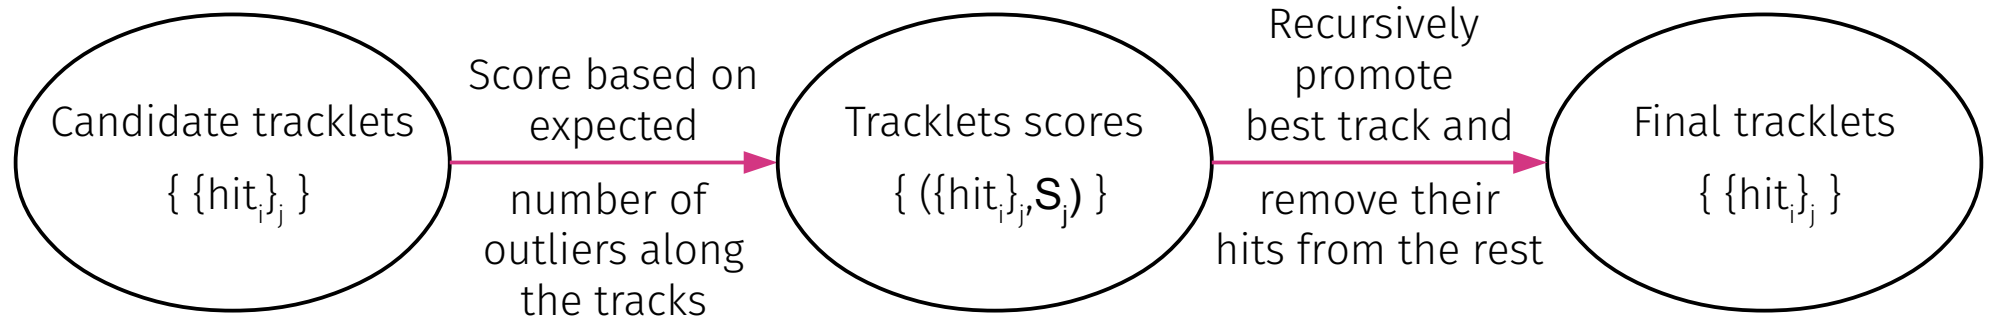 Candidate tracklets
{ {hit_i}_j }
Score based on
expected
number of
outliers along
the tracks
Tracklets scores
{ ({hit_i}_j,S_j) }
Recursively
promote
best track and
remove their
hits from the rest
Final tracklets
{ {hit_i}_j }